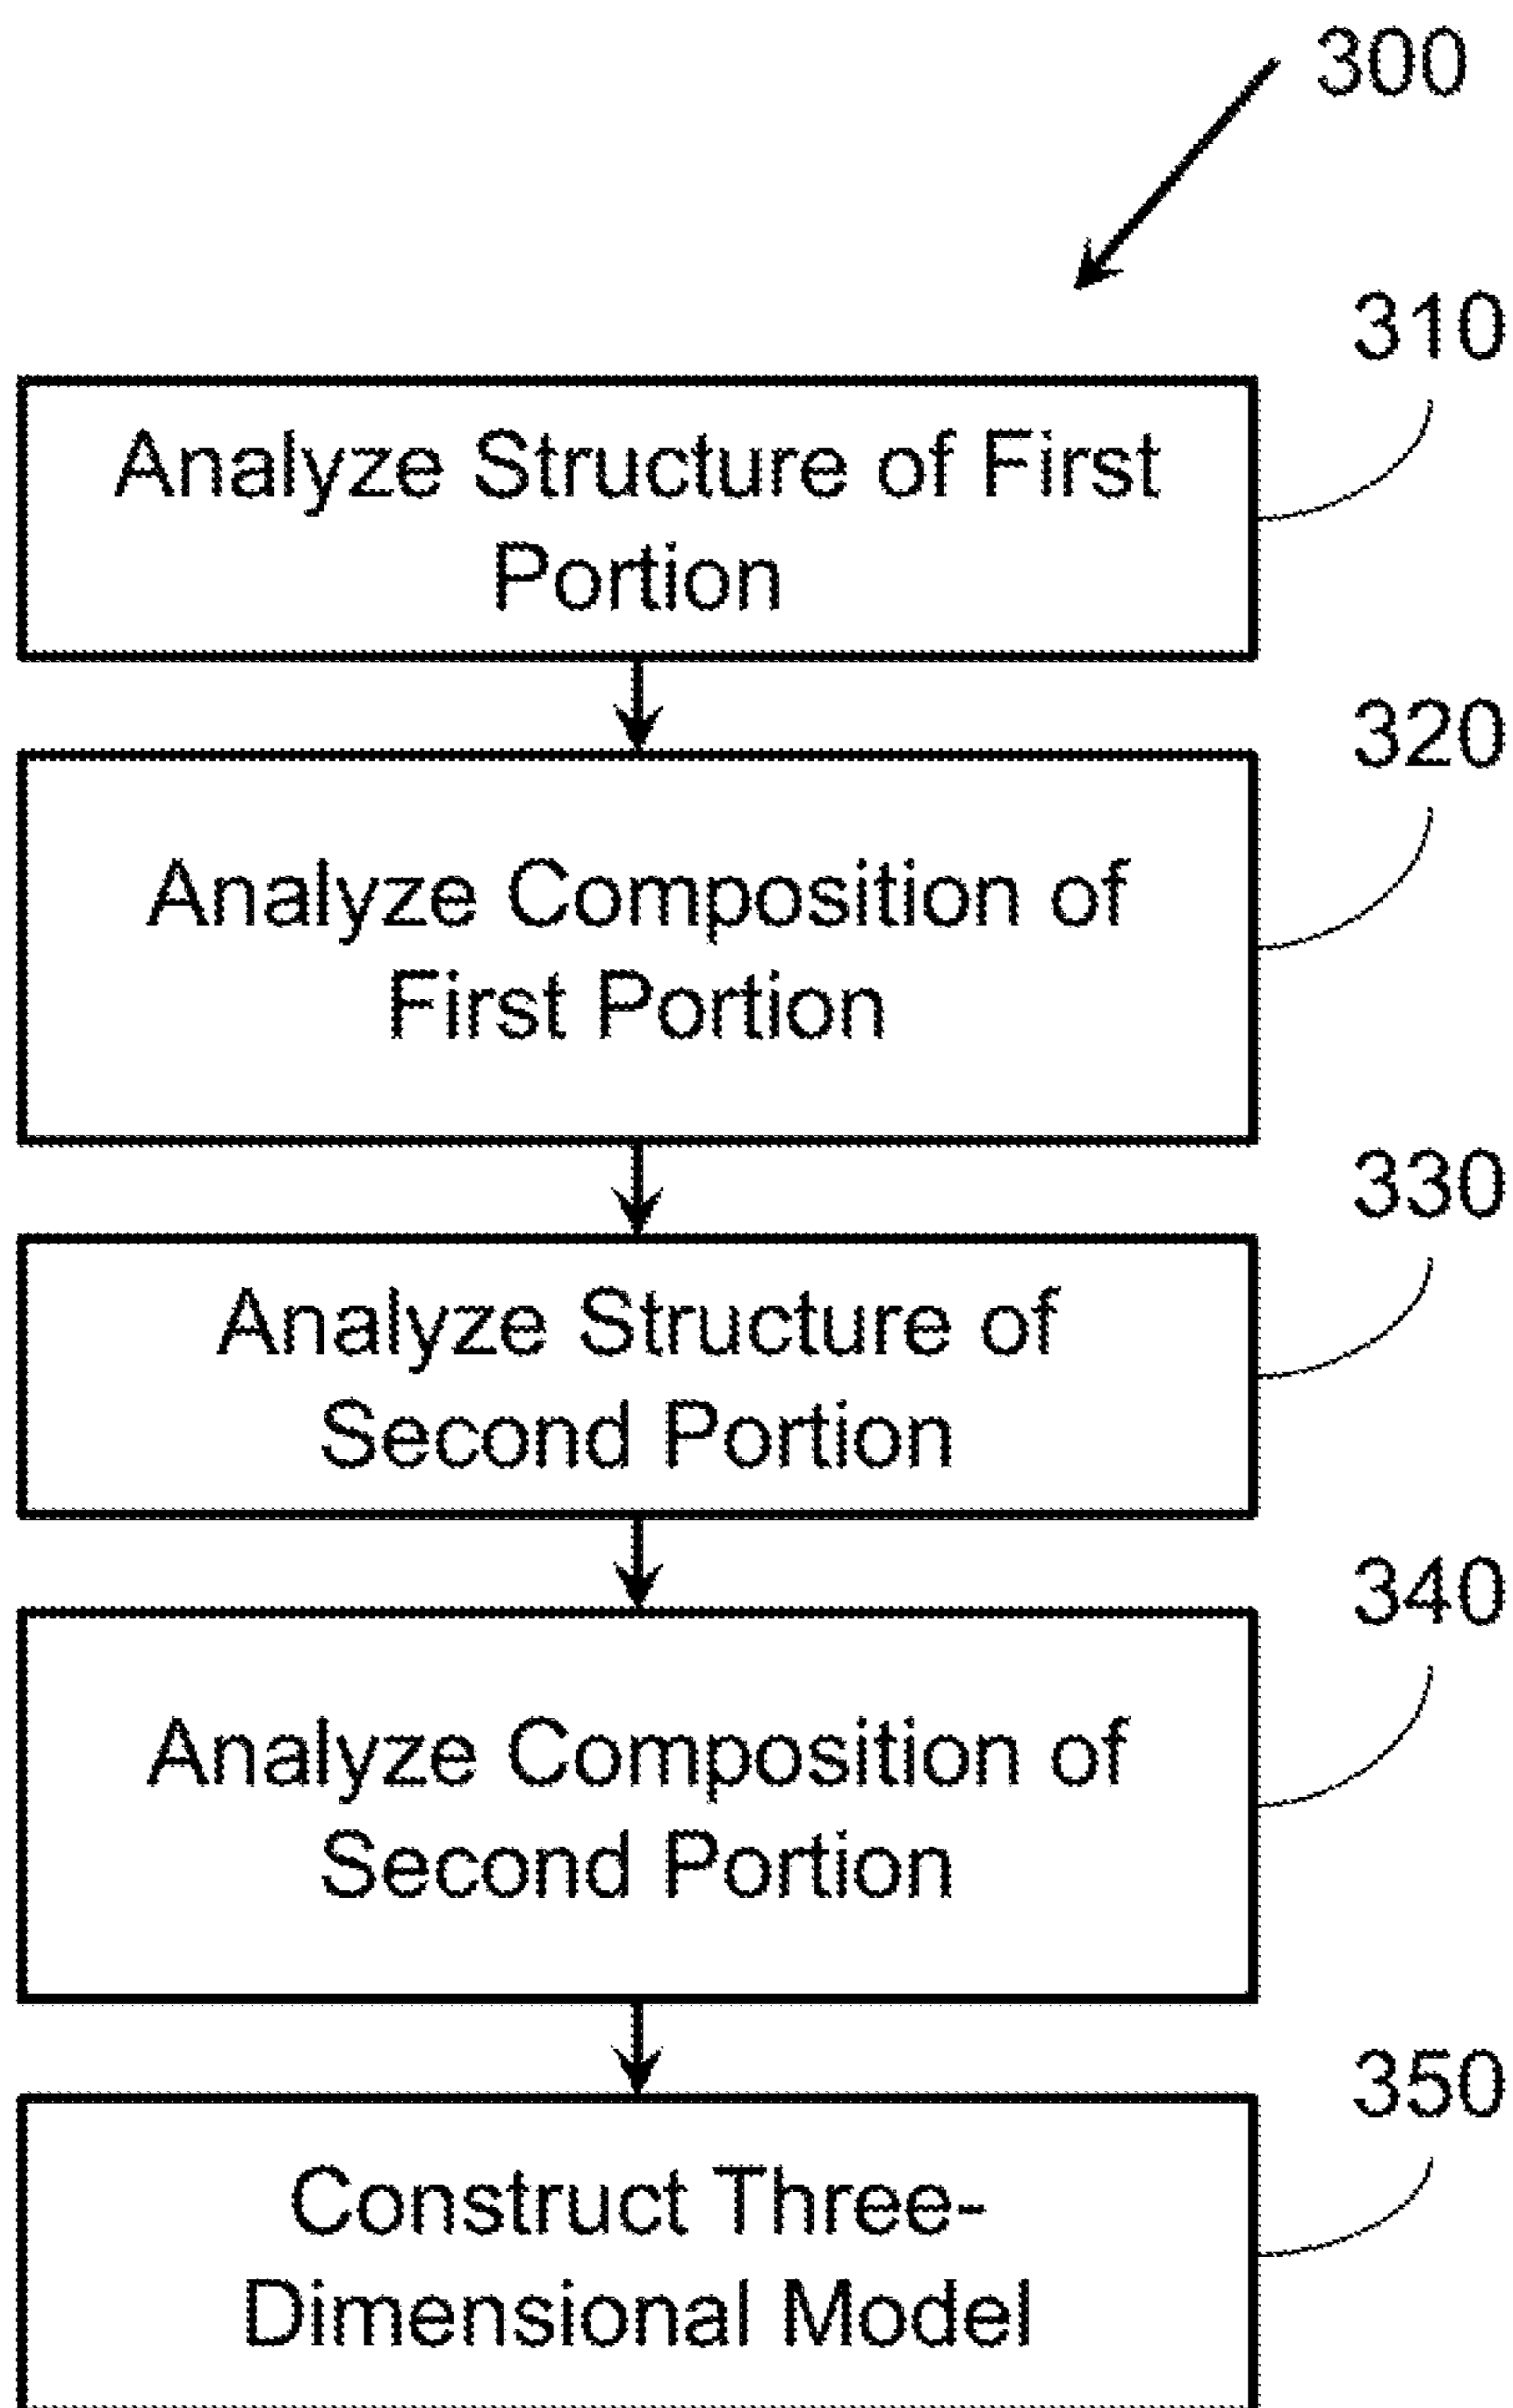 300
310
Analyze Structure of First
Portion
320
Analyze Composition of
First Portion
330
Analyze Structure of
Second Portion
340
Analyze Composition of
Second Portion
350
Construct Three-
Dimensional Model